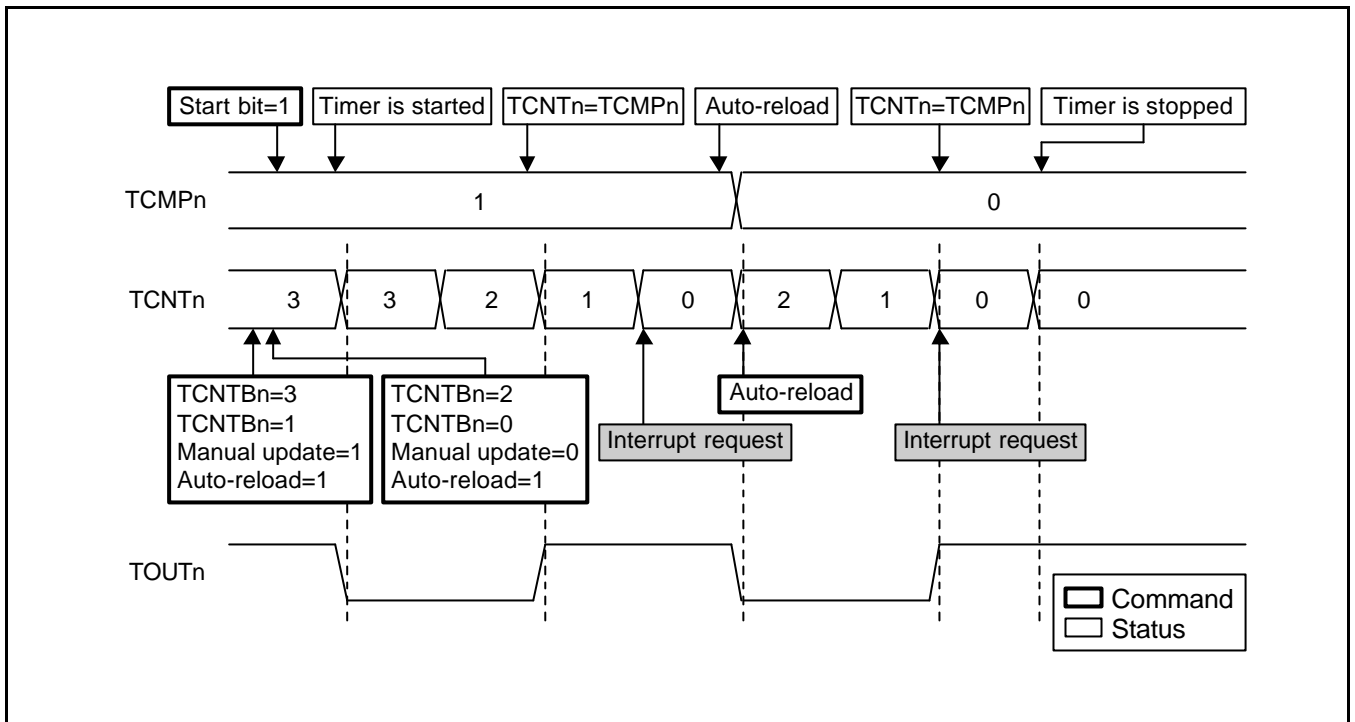 Start bit=1
Timer is started
TCNTn=TCMPn
Auto-reload
TCNTn=TCMPn
Timer is stopped
TCMPn
1
0
TCNTn
3
3
2
1
0
2
1
0
0
TCNTBn=3
TCNTBn=1
Manual update=1
Auto-reload=1
TCNTBn=2
TCNTBn=0
Manual update=0
Auto-reload=1
Auto-reload
Interrupt request
Interrupt request
TOUTn
Command
Status